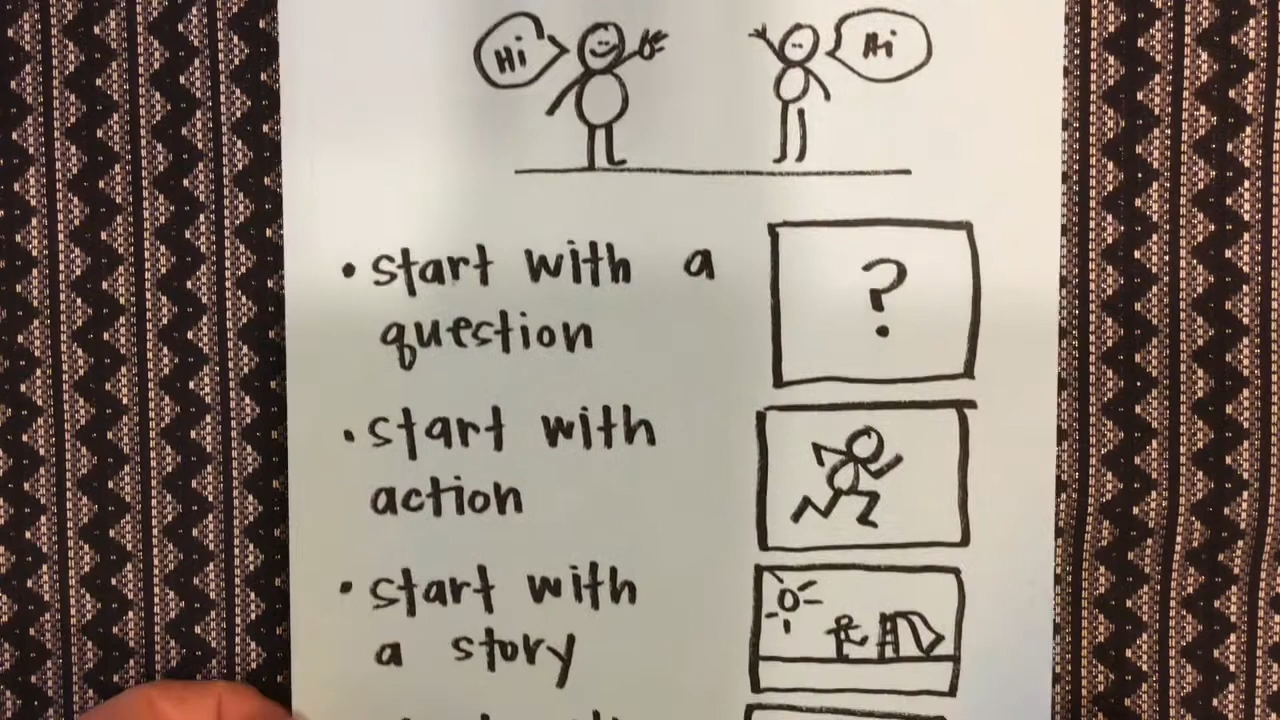 Hi
Hi
• start with a ?
question
• start with
action
• start with
a story